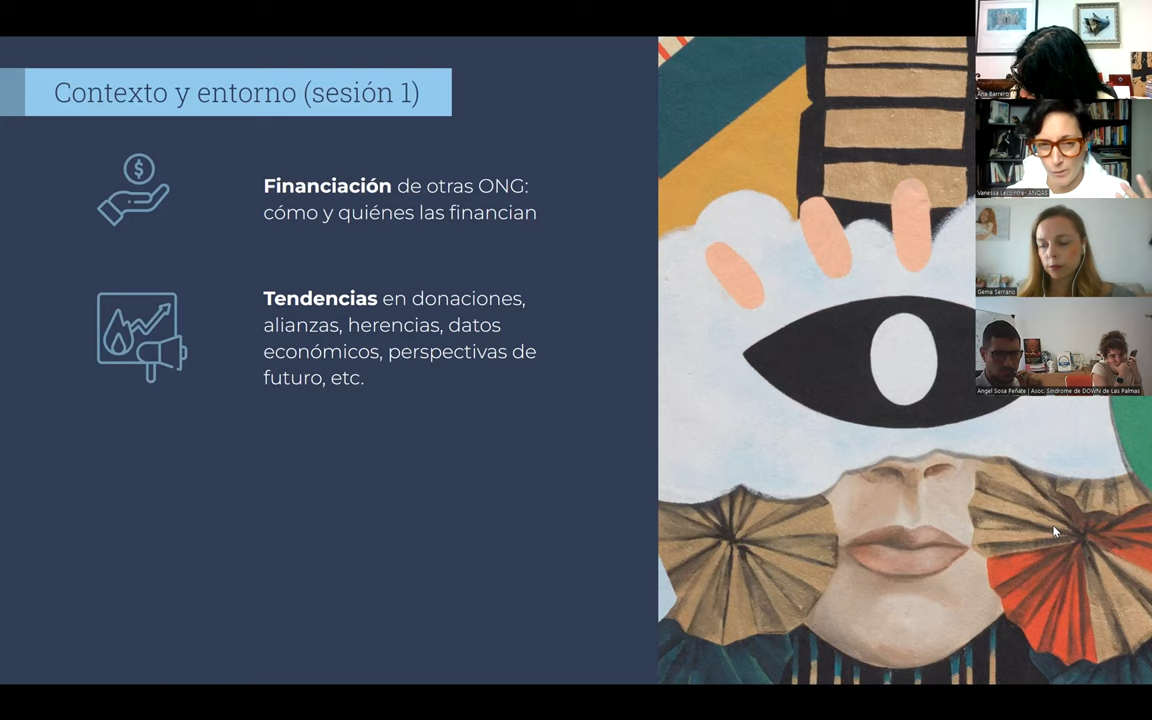 Contexto y entorno (sesión 1)
Financiación de otras ONG:
cómo y quiénes las financian
Tendencias en donaciones,
alianzas, herencias, datos
económicos, perspectivas de
futuro, etc.
Ana Barrero
Vanessa Lecointre- ANOAS
Gema Serrano
Angel Sosa Peñate | Asoc. Síndrome de DOWN de Las Palmas